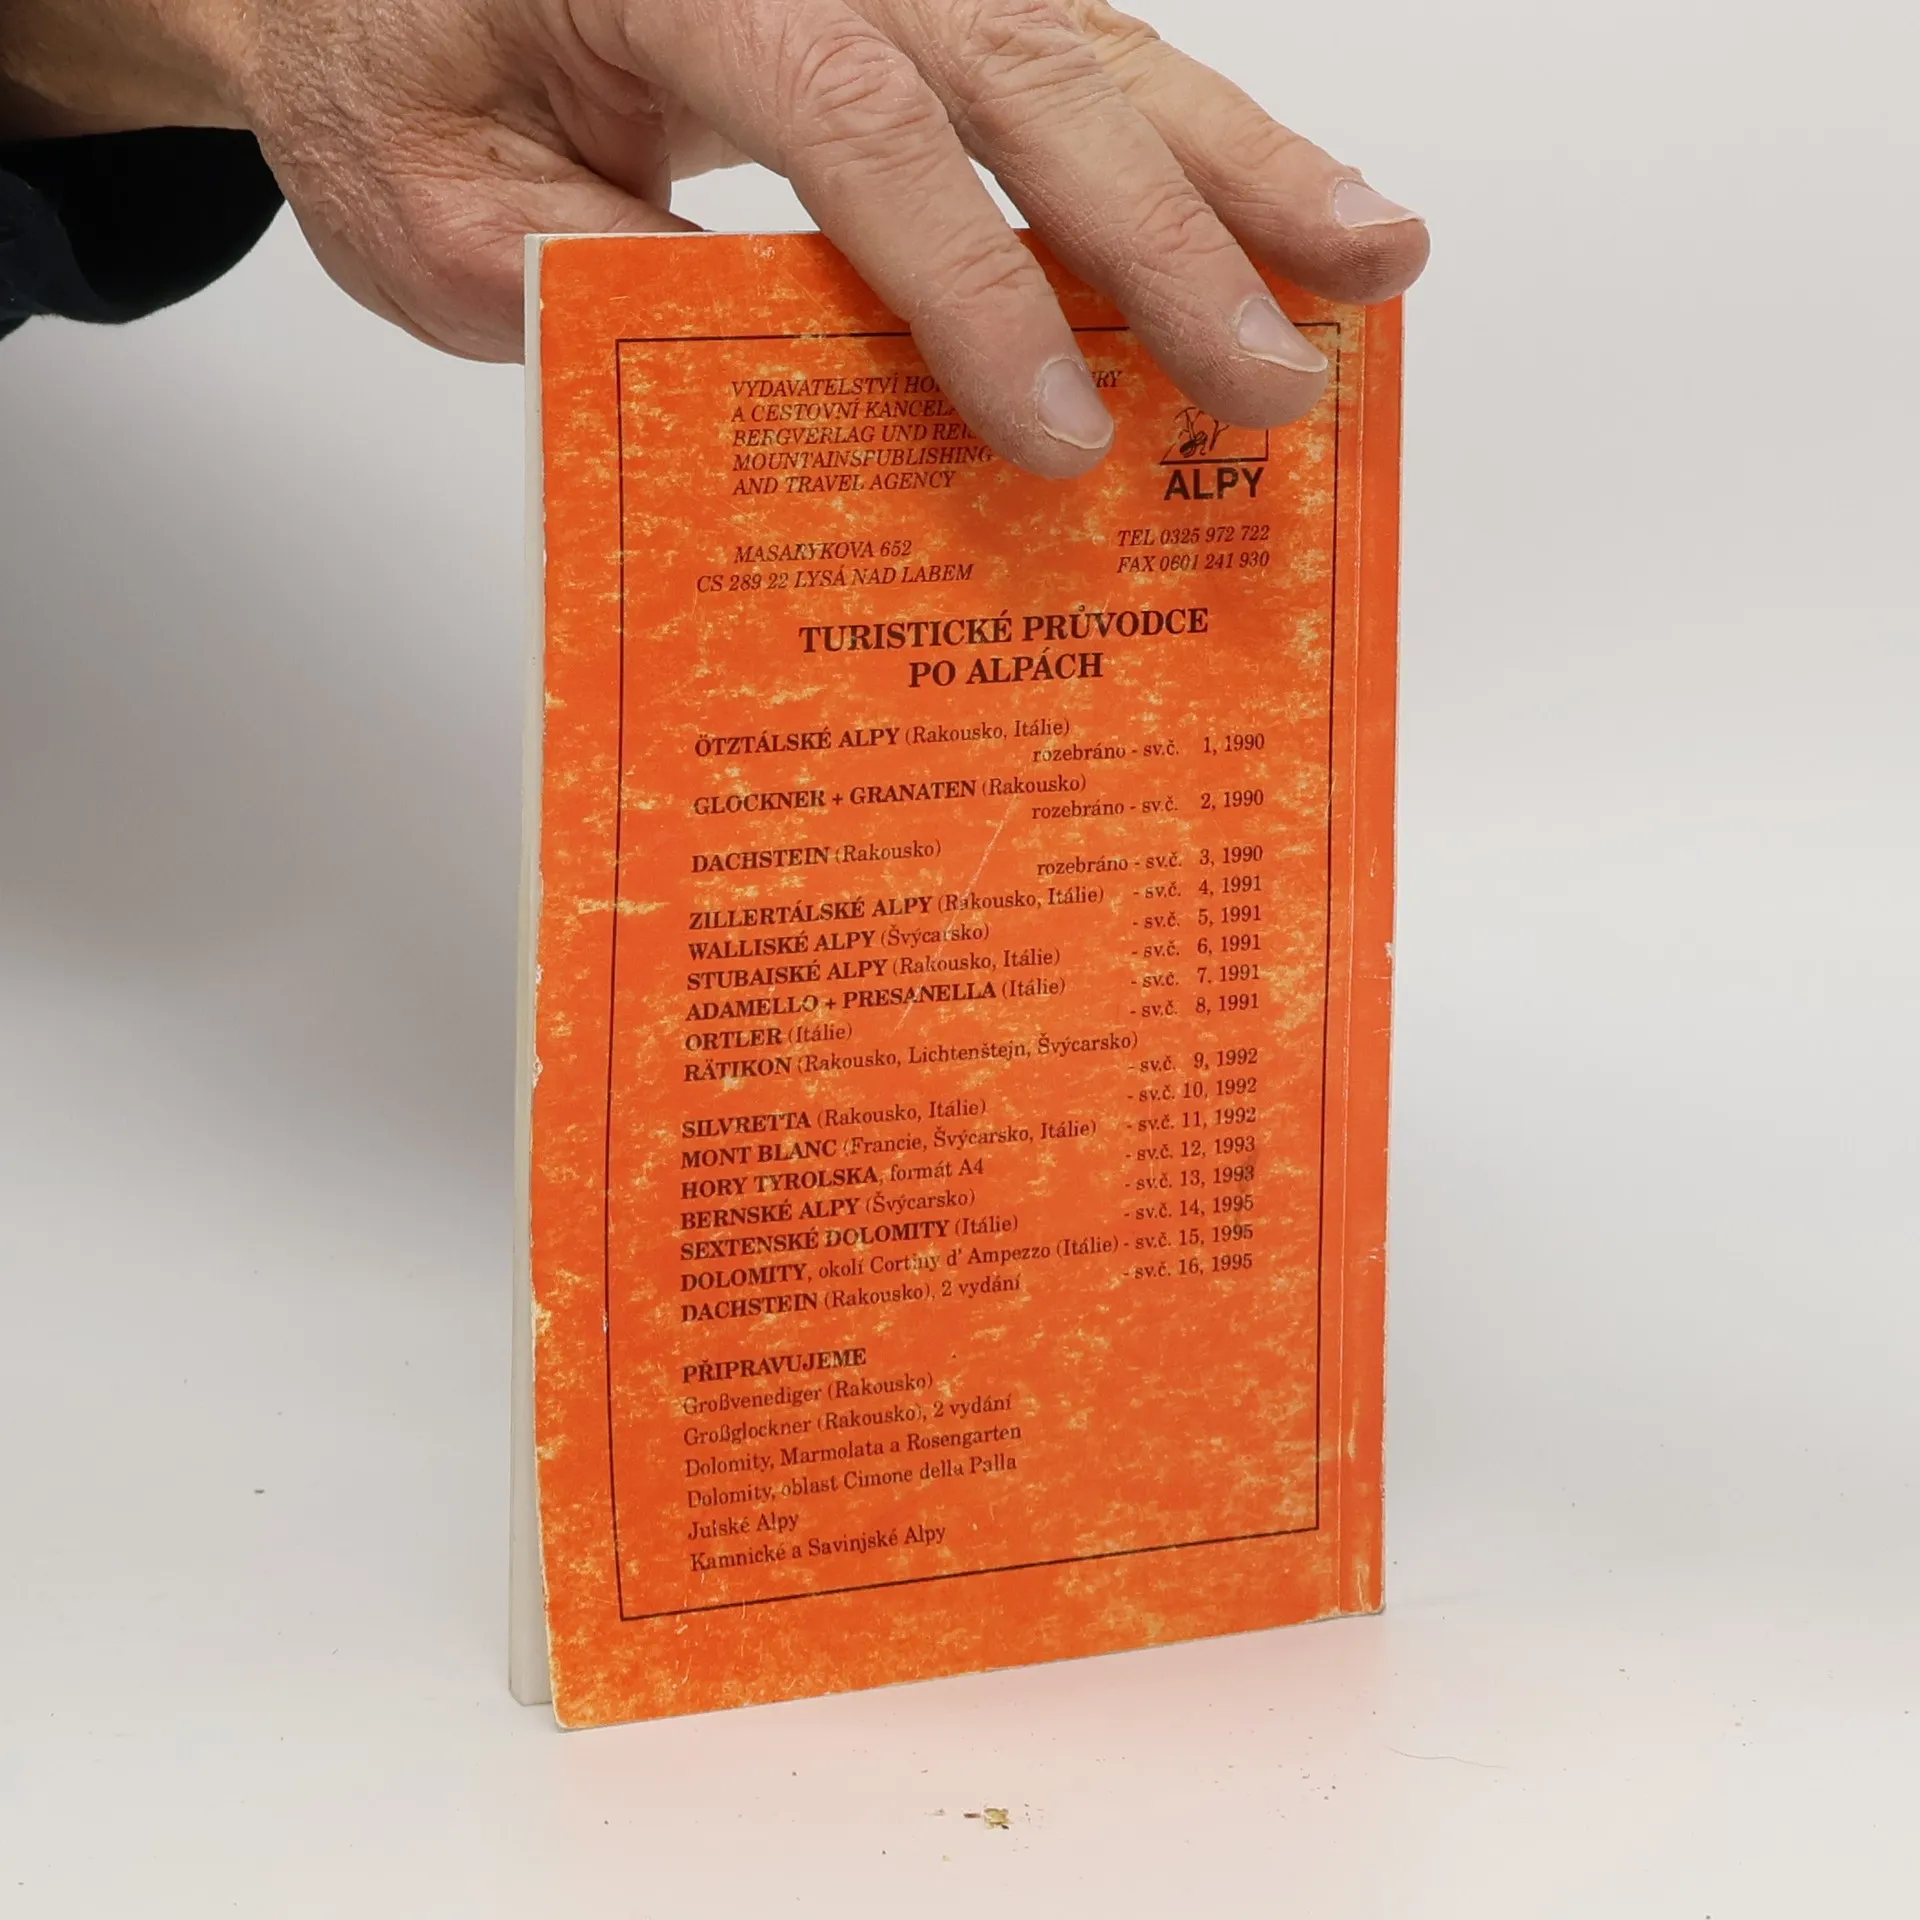 VYDAVATELSTVÍ
A CESTOVNÍ
BERGVERLAG UND
MOUNTAINSPUBLISHING
AND TRAVEL AGENCY
ALPY
MASARYKOVA 652
CS 289 22 LYSÁ NAD LABEM
TEL 0325 972 722
FAX 0601 241 930
TURISTICKÉ PRŮVODCE
PO ALPÁCH
ÖTZTÁLSKÉ ALPY (Rakousko, Itálie)
rozebráno - sv.č. 1, 1990
GLOCKNER + GRANATEN (Rakousko)
rozebráno - sv.č. 2, 1990
DACHSTEIN (Rakousko)
rozebráno - sv.č. 3, 1990
ZILLERTÁLSKÉ ALPY (Rakousko, Itálie) - sv.č. 4, 1991
WALLISKÉ ALPY (Švýcarsko) - sv.č. 5, 1991
STUBAISKÉ ALPY (Rakousko, Itálie) - sv.č. 6, 1991
ADAMELLO + PRESANELLA (Itálie) - sv.č. 7, 1991
ORTLER (Itálie) - sv.č. 8, 1991
RÄTIKON (Rakousko, Lichtenštejn, Švýcarsko)
- sv.č. 9, 1992
SILVRETTA (Rakousko, Itálie) - sv.č. 10, 1992
MONT BLANC (Francie, Švýcarsko, Itálie) - sv.č. 11, 1992
HORY TYROLSKA, formát A4 - sv.č. 12, 1993
BERNSKÉ ALPY (Švýcarsko) - sv.č. 13, 1993
SEXTENSKÉ DOLOMITY (Itálie) - sv.č. 14, 1995
DOLOMITY, okolí Cortiny d' Ampezzo (Itálie) - sv.č. 15, 1995
DACHSTEIN (Rakousko), 2 vydání - sv.č. 16, 1995
PŘIPRAVUJEME
Großvenediger (Rakousko)
Großglockner (Rakousko), 2 vydání
Dolomity, Marmolata a Rosengarten
Dolomity, oblast Cimone della Palla
Julské Alpy
Kamnické a Savinjské Alpy